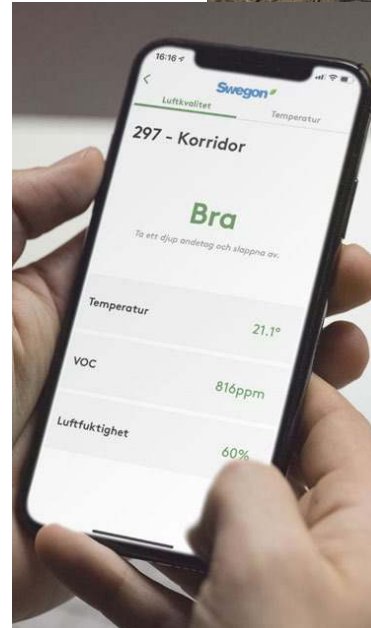 16:16
Swegon
Luftkvalitet
Temperatur
297 - Korridor
Bra
Ta ett djup andetag och slappna av.
Temperatur
21.1°
VOC
816ppm
Luftfuktighet
60%